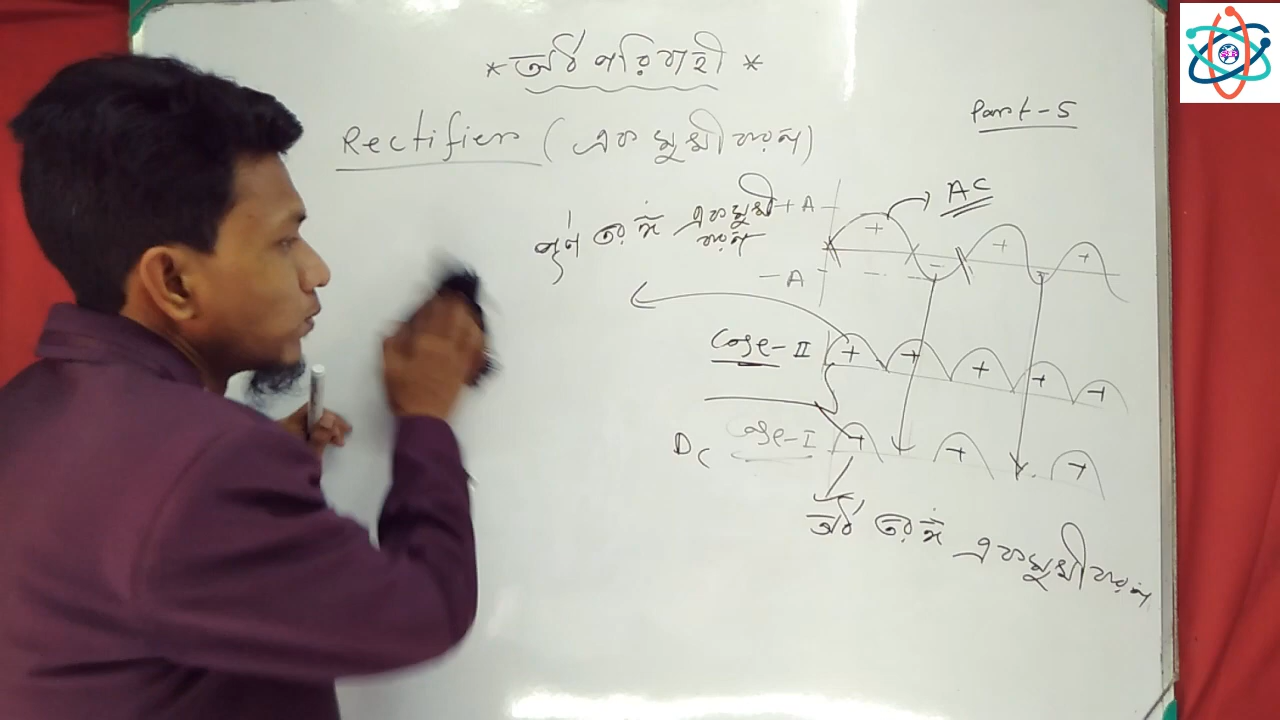 * অর্ধ পরিবাহী *
Part-5
Rectifier (একমুখীকরণ)
AC
পূর্ণ তরঙ্গ একমুখী
করণ
+A
+ + +
-
-A
Case-II
+ + + + +
DC Case-I
+ + +
অর্ধ তরঙ্গ একমুখীকরণ